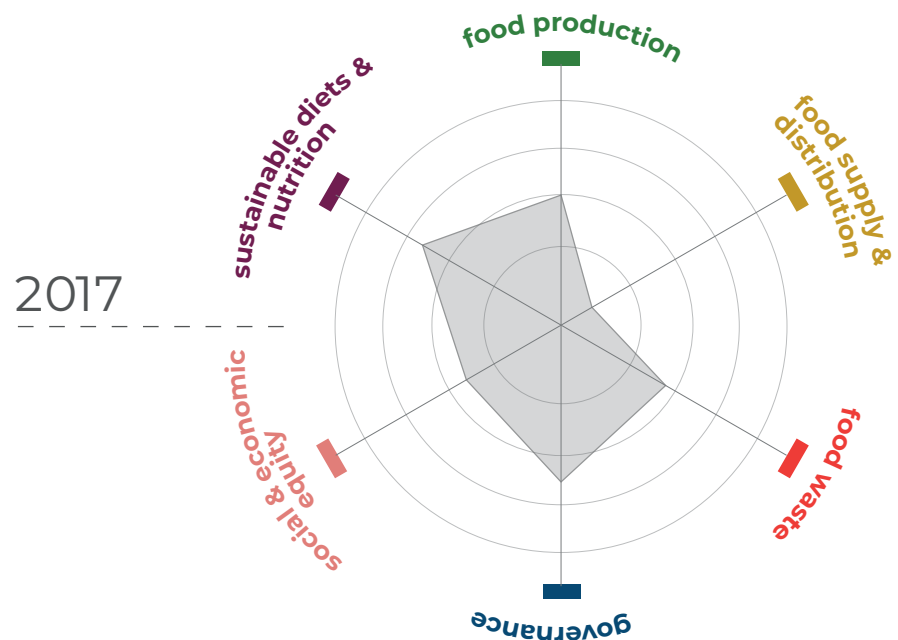 food production
sustainable diets &
nutrition
food supply &
distribution
2017
social & economic
equity
food waste
governance